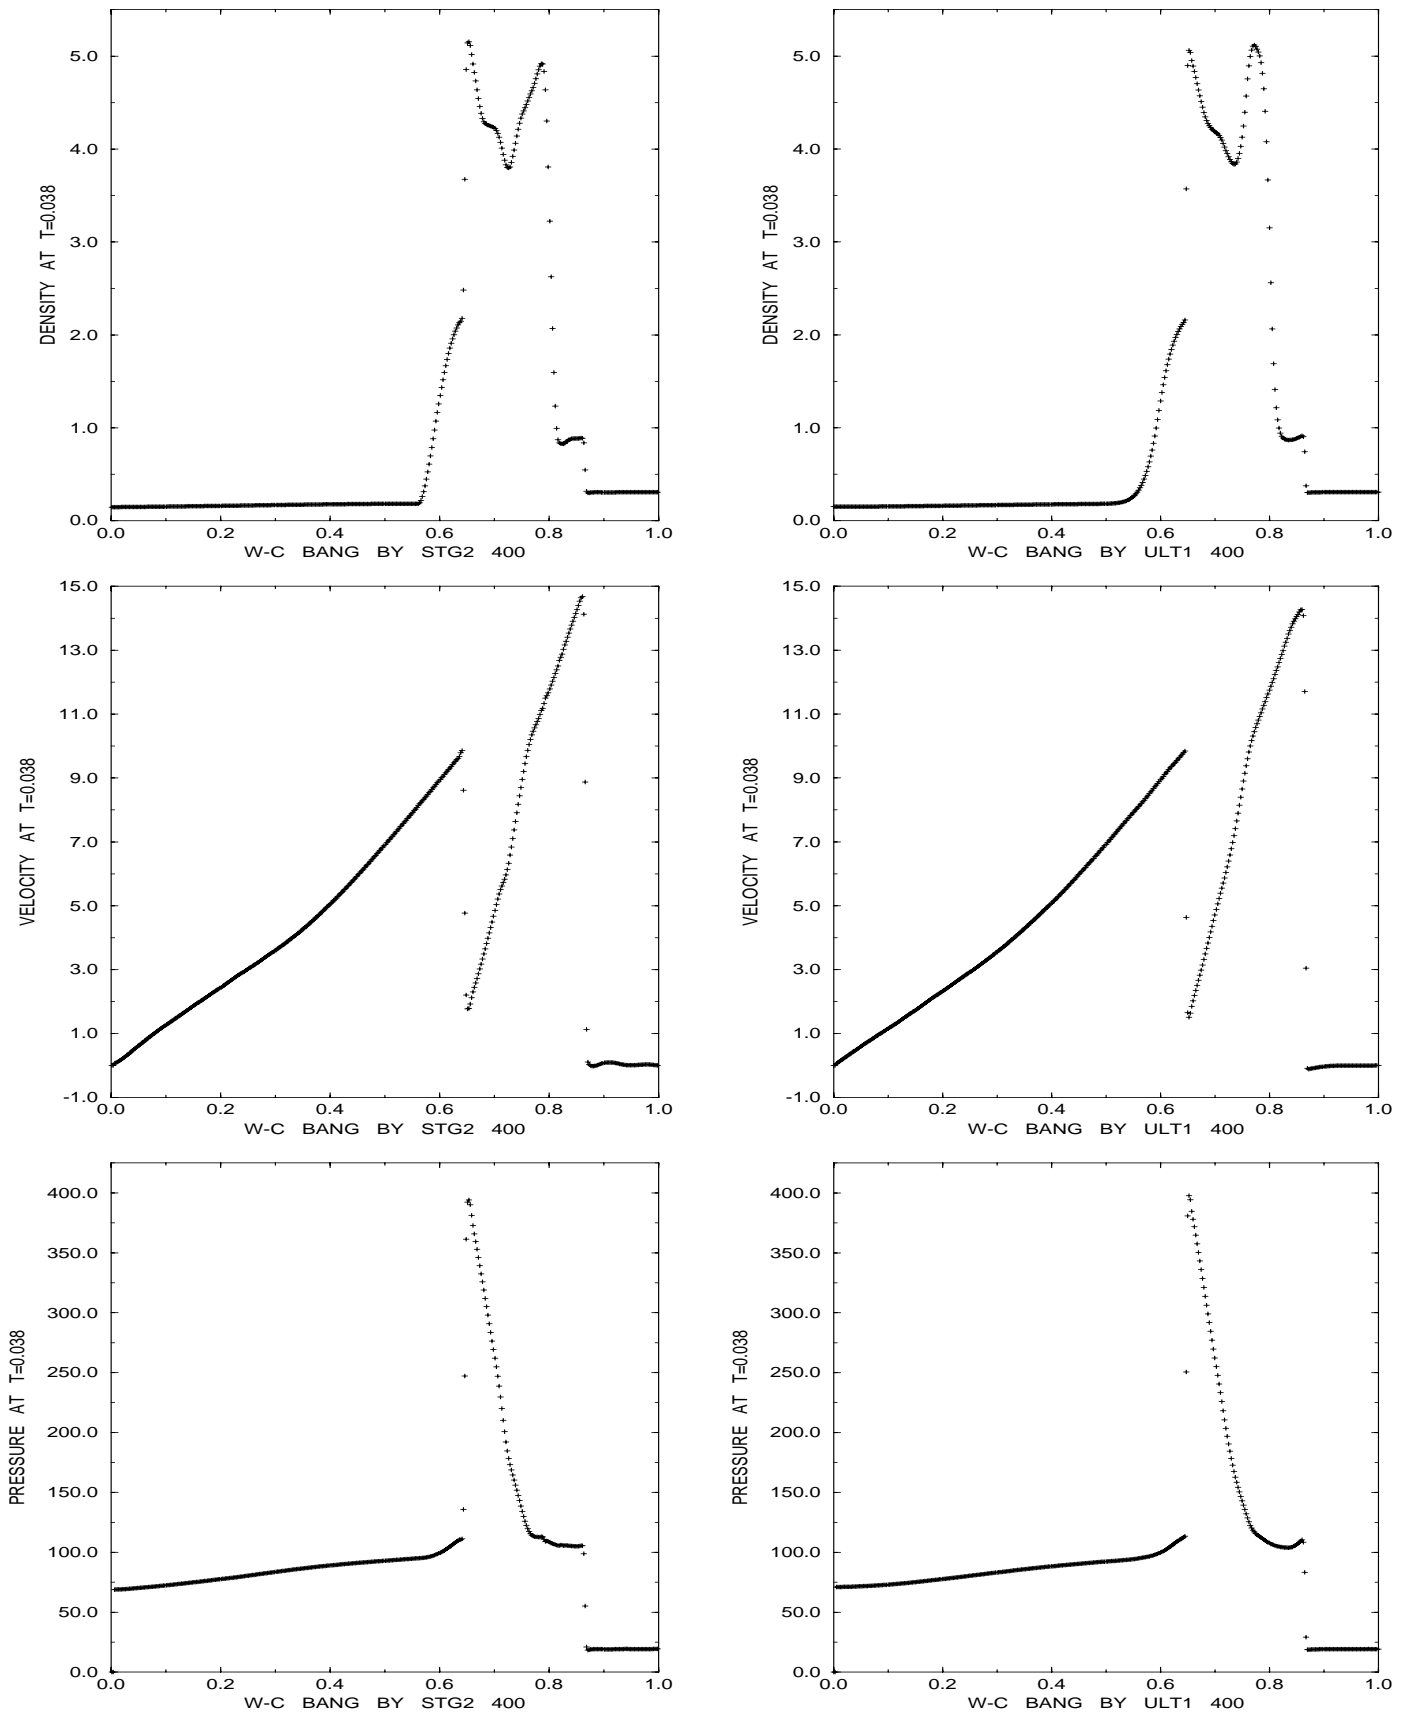 5.0
4.0
3.0
2.0
1.0
0.0
DENSITY AT T=0.038
0.0 0.2 0.4 0.6 0.8 1.0
W-C BANG BY STG2 400
5.0
4.0
3.0
2.0
1.0
0.0
DENSITY AT T=0.038
0.0 0.2 0.4 0.6 0.8 1.0
W-C BANG BY ULT1 400
15.0
13.0
11.0
9.0
7.0
5.0
3.0
1.0
-1.0
VELOCITY AT T=0.038
0.0 0.2 0.4 0.6 0.8 1.0
W-C BANG BY STG2 400
15.0
13.0
11.0
9.0
7.0
5.0
3.0
1.0
-1.0
VELOCITY AT T=0.038
0.0 0.2 0.4 0.6 0.8 1.0
W-C BANG BY ULT1 400
400.0
350.0
300.0
250.0
200.0
150.0
100.0
50.0
0.0
PRESSURE AT T=0.038
0.0 0.2 0.4 0.6 0.8 1.0
W-C BANG BY STG2 400
400.0
350.0
300.0
250.0
200.0
150.0
100.0
50.0
0.0
PRESSURE AT T=0.038
0.0 0.2 0.4 0.6 0.8 1.0
W-C BANG BY ULT1 400